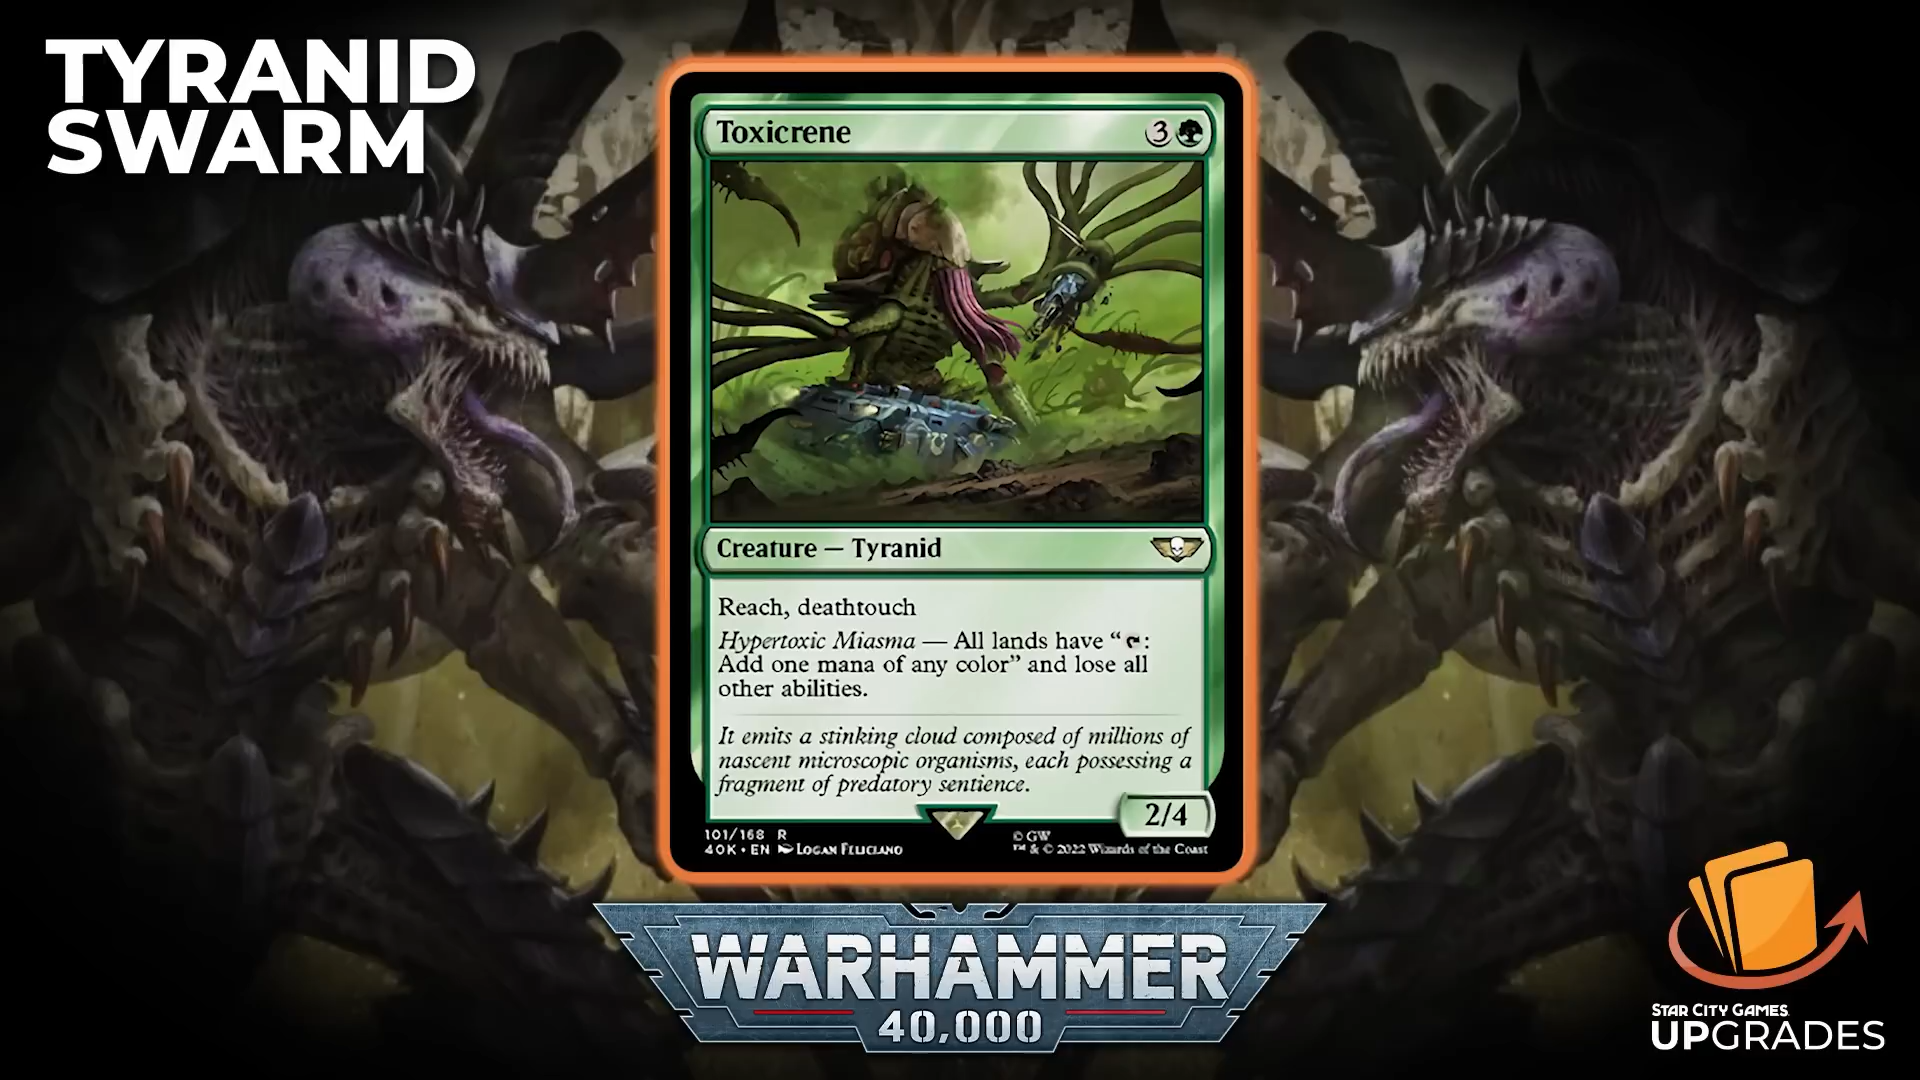 TYRANID
SWARM
Toxicrene 3
Creature — Tyranid
Reach, deathtouch
Hypertoxic Miasma — All lands have “ :
Add one mana of any color” and lose all
other abilities.
It emits a stinking cloud composed of millions of
nascent microscopic organisms, each possessing a
fragment of predatory sentience.
2/4
101/168 R
40K • EN LOGAN FELICIANO
© GW
™ & © 2022 Wizards of the Coast
WARHAMMER
40,000
STAR CITY GAMES
UPGRADES